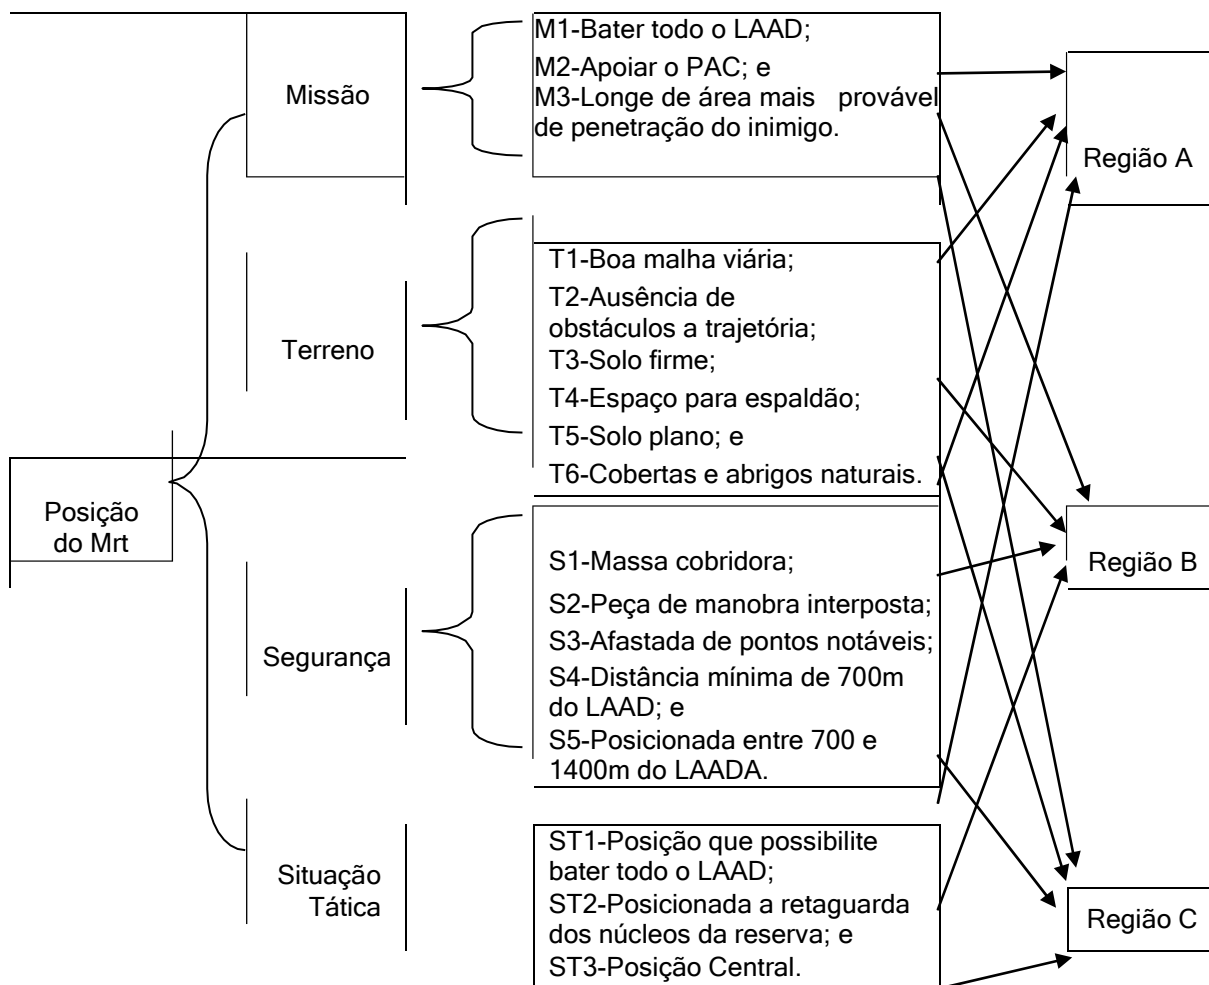 Posição
do Mrt
Missão
Terreno
Segurança
Situação
Tática
M1-Bater todo o LAAD;
M2-Apoiar o PAC; e
M3-Longe de área mais provável
de penetração do inimigo.
T1-Boa malha viária;
T2-Ausência de
obstáculos a trajetória;
T3-Solo firme;
T4-Espaço para espaldão;
T5-Solo plano; e
T6-Cobertas e abrigos naturais.
S1-Massa cobridora;
S2-Peça de manobra interposta;
S3-Afastada de pontos notáveis;
S4-Distância mínima de 700m
do LAAD; e
S5-Posicionada entre 700 e
1400m do LAADA.
ST1-Posição que possibilite
bater todo o LAAD;
ST2-Posicionada a retaguarda
dos núcleos da reserva; e
ST3-Posição Central.
Região A
Região B
Região C